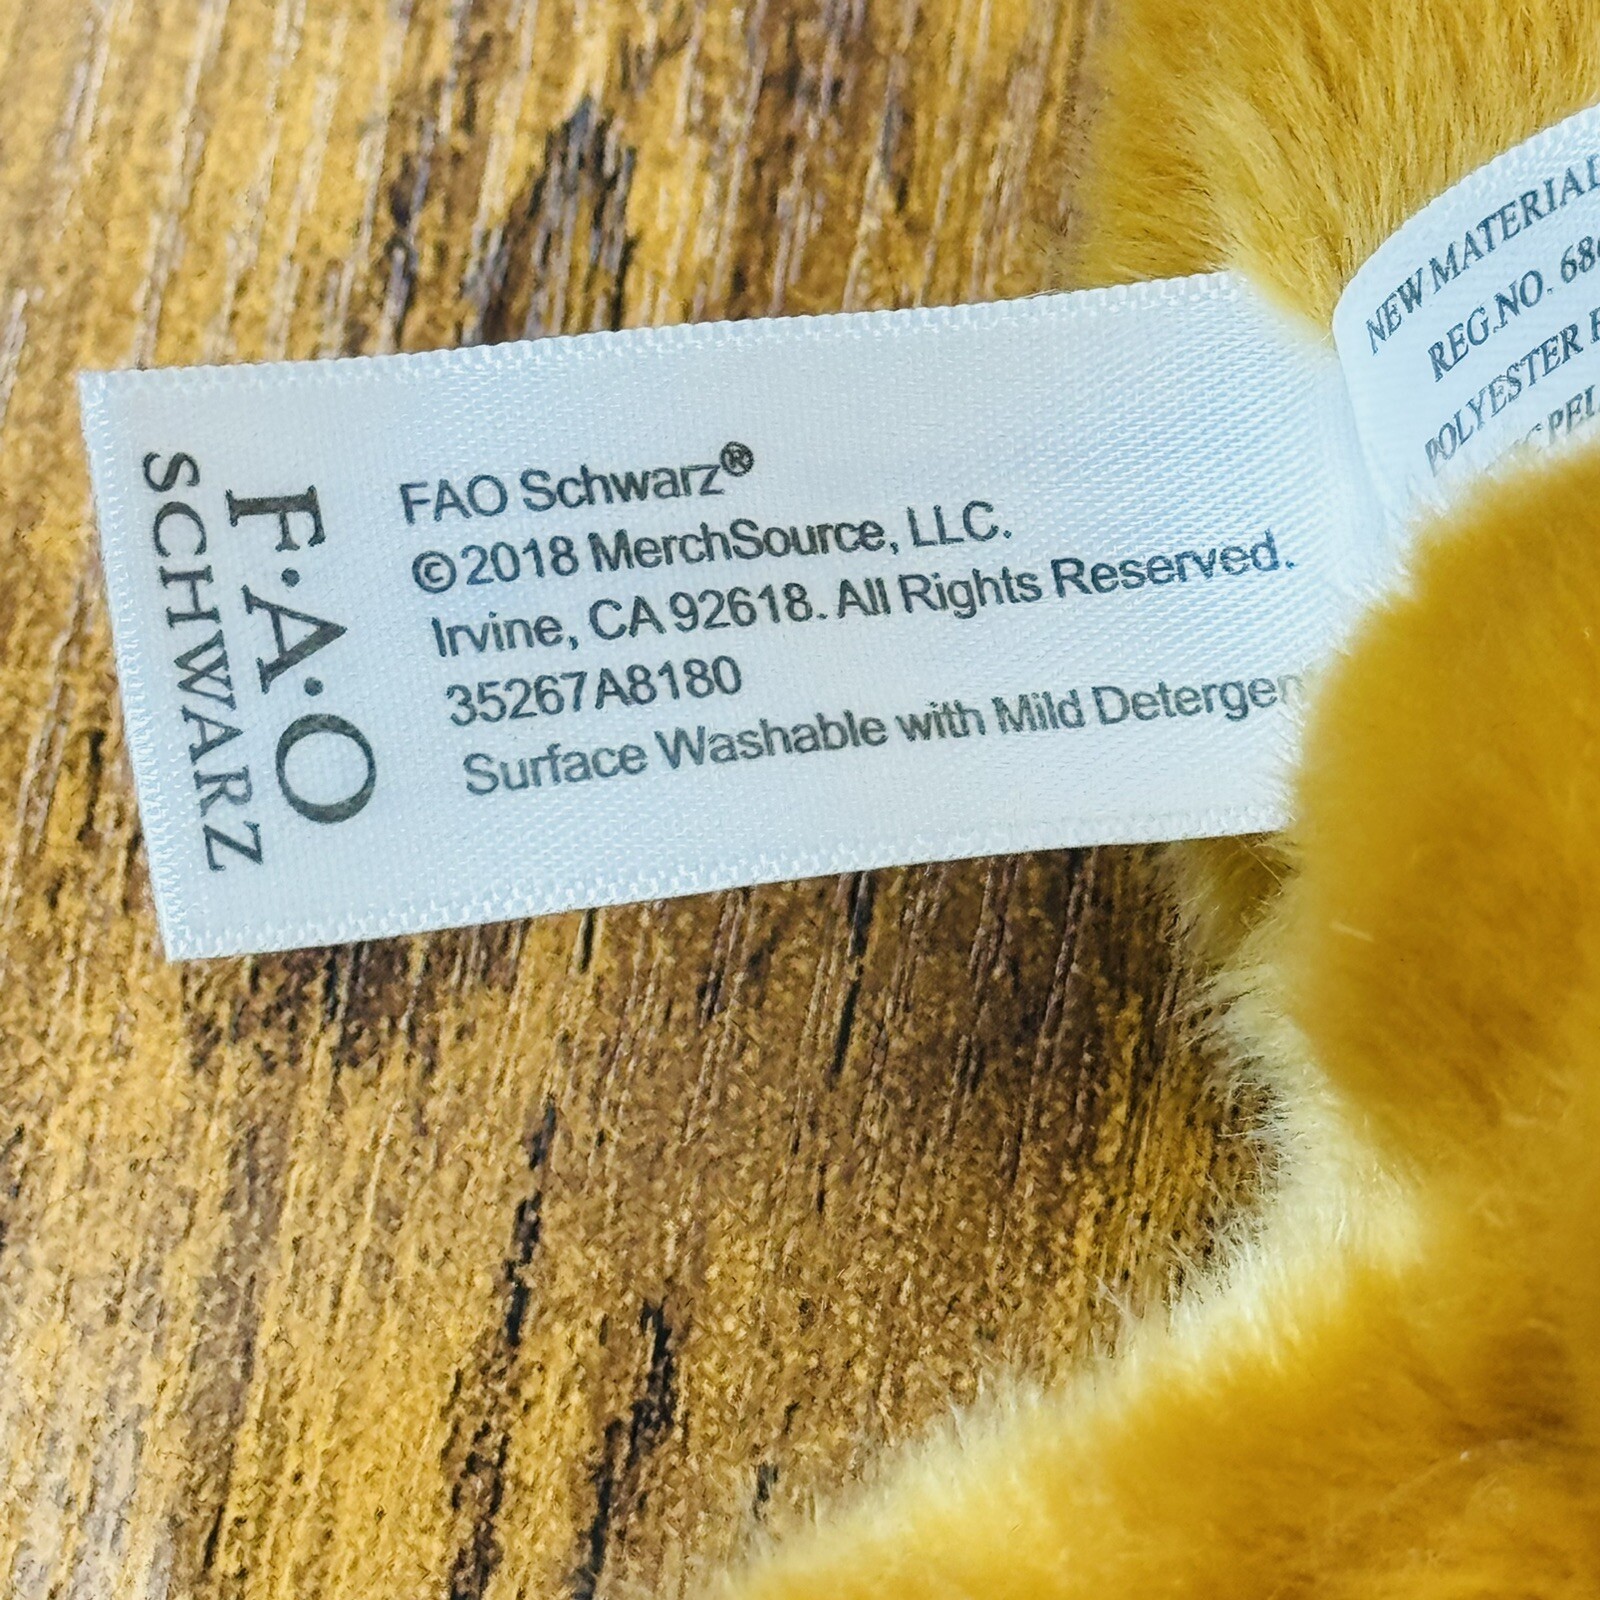 F·A·O
SCHWARZ
FAO Schwarz®
©2018 MerchSource, LLC.
Irvine, CA 92618. All Rights Reserved.
35267A8180
Surface Washable with Mild
NEW MATERIAL
REG.NO.
POLYESTER